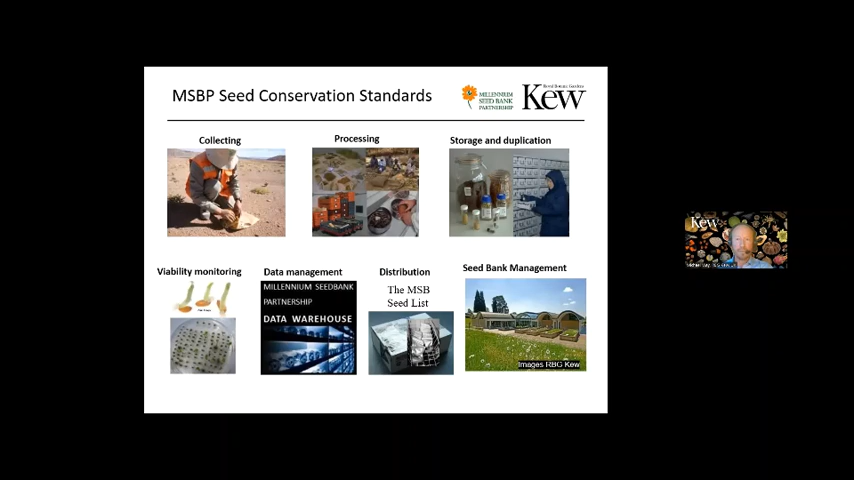 MSBP Seed Conservation Standards
MILLENNIUM
SEED BANK
PARTNERSHIP
Royal Botanic Gardens
Kew
Collecting
Processing
Storage and duplication
Viability monitoring
Data management
Distribution
Seed Bank Management
MILLENNIUM SEEDBANK
PARTNERSHIP
DATA WAREHOUSE
The MSB
Seed List
Images RBG Kew
Kew